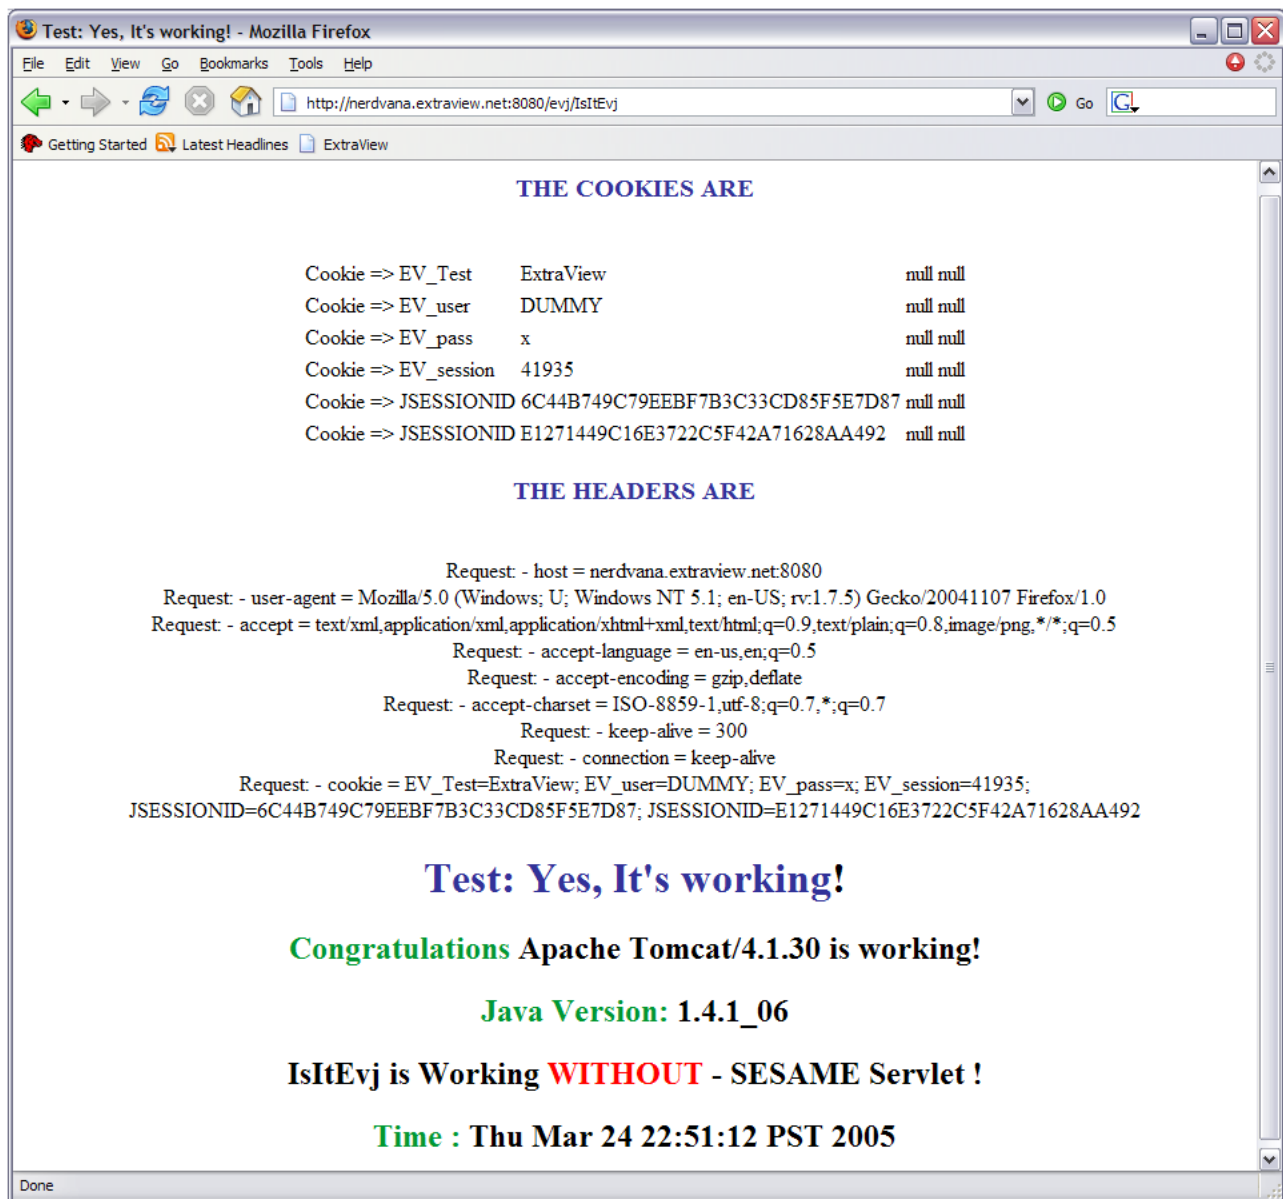 Test: Yes, It's working! - Mozilla Firefox
File Edit View Go Bookmarks Tools Help
http://nerdvana.extraview.net:8080/evj/IsItEvj Go G
Getting Started Latest Headlines ExtraView
THE COOKIES ARE
Cookie => EV_Test ExtraView null null
Cookie => EV_user DUMMY null null
Cookie => EV_pass x null null
Cookie => EV_session 41935 null null
Cookie => JSESSIONID 6C44B749C79EEBF7B3C33CD85F5E7D87 null null
Cookie => JSESSIONID E1271449C16E3722C5F42A71628AA492 null null
THE HEADERS ARE
Request: - host = nerdvana.extraview.net:8080
Request: - user-agent = Mozilla/5.0 (Windows; U; Windows NT 5.1; en-US; rv:1.7.5) Gecko/20041107 Firefox/1.0
Request: - accept = text/xml,application/xml,application/xhtml+xml,text/html;q=0.9,text/plain;q=0.8,image/png,*/*;q=0.5
Request: - accept-language = en-us,en;q=0.5
Request: - accept-encoding = gzip,deflate
Request: - accept-charset = ISO-8859-1,utf-8;q=0.7,*;q=0.7
Request: - keep-alive = 300
Request: - connection = keep-alive
Request: - cookie = EV_Test=ExtraView; EV_user=DUMMY; EV_pass=x; EV_session=41935;
JSESSIONID=6C44B749C79EEBF7B3C33CD85F5E7D87; JSESSIONID=E1271449C16E3722C5F42A71628AA492
Test: Yes, It's working!
Congratulations Apache Tomcat/4.1.30 is working!
Java Version: 1.4.1_06
IsItEvj is Working WITHOUT - SESAME Servlet !
Time : Thu Mar 24 22:51:12 PST 2005
Done